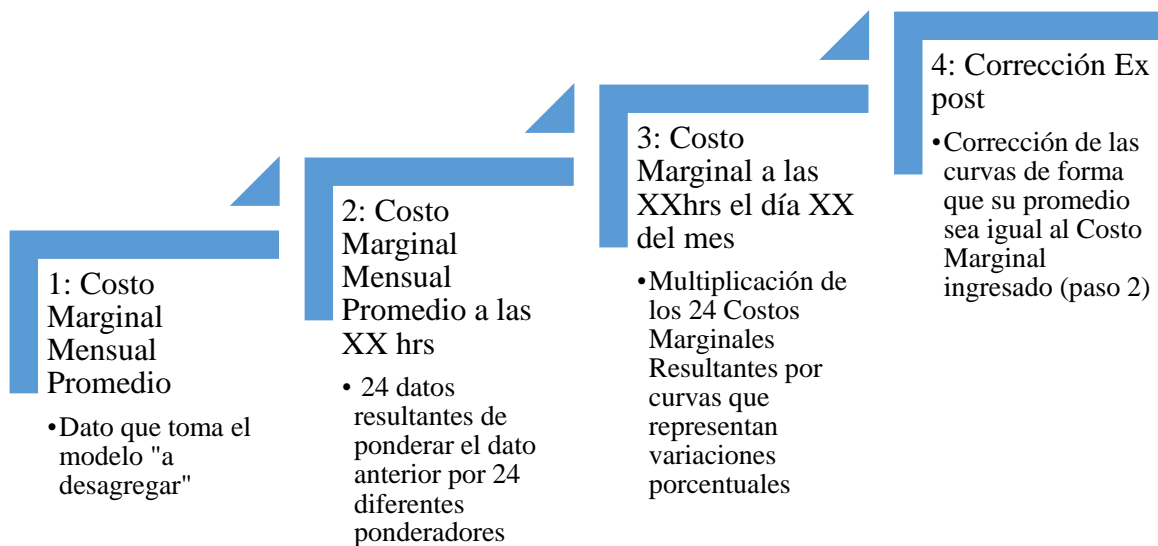 1: Costo
Marginal
Mensual
Promedio
•Dato que toma el
modelo "a
desagregar"
2: Costo
Marginal
Mensual
Promedio a las
XX hrs
• 24 datos
resultantes de
ponderar el dato
anterior por 24
diferentes
ponderadores
3: Costo
Marginal a las
XXhrs el día XX
del mes
•Multiplicación de
los 24 Costos
Marginales
Resultantes por
curvas que
representan
variaciones
porcentuales
4: Corrección Ex
post
•Corrección de las
curvas de forma
que su promedio
sea igual al Costo
Marginal
ingresado (paso 2)